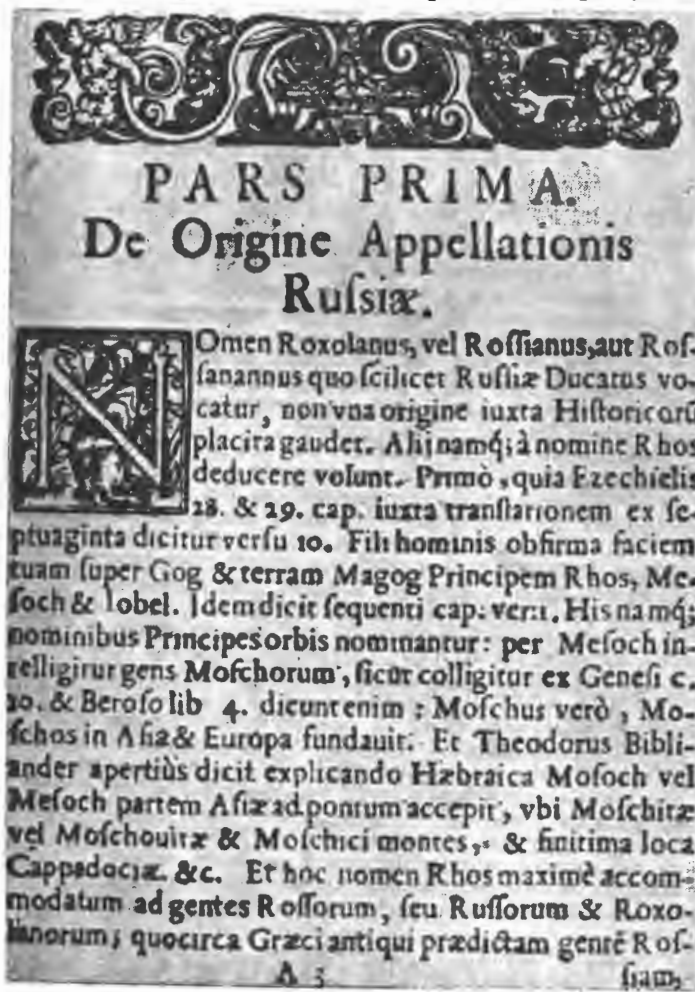 PARS PRIMA.
De Origine Appellationis
Ruſsiæ.
NOmen Roxolanus, vel Roſſianus, aut Roſ-
ſanannus quo ſcilicet Ruſſiæ Ducatus vo-
catur, non vna origine iuxta Hiſtoricorū
placita gaudet. Alij namq́; à nomine Rhos
deducere volunt. Primò, quia Ezechielis
28. & 29. cap. iuxta tranſlationem ex ſe-
ptuaginta dicitur verſu 10. Fili hominis obfirma faciem
tuam ſuper Gog & terram Magog Principem Rhos, Me-
ſoch & Iobel. Idem dicit ſequenti cap. ver. 1. His namq́;
nominibus Principes orbis nominantur: per Meſoch in-
telligitur gens Moſchorum, ſicut colligitur ex Geneſi c.
10. & Beroſo lib 4. dicunt enim: Moſchus verò, Mo-
ſchos in Aſia & Europa fundauit. Et Theodorus Bibli-
ander apertiùs dicit explicando Hæbraica Moſoch vel
Meſoch partem Aſiæ ad pontum accepit, vbi Moſchitæ
vel Moſchouitæ & Moſchici montes, & finitima loca
Cappadociæ. &c. Et hoc nomen Rhos maximè accom-
modatum ad gentes Roſſorum, ſeu Ruſſorum & Roxo-
lanorum; quocirca Græci antiqui prædictam gentē Roſ-
A 3 ſiam,